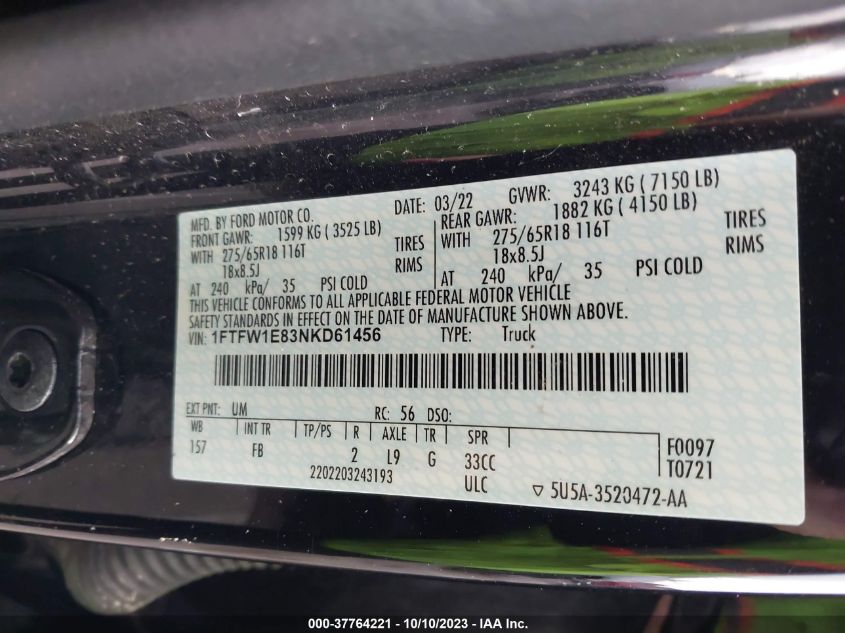 MFD. BY FORD MOTOR CO. DATE: 03/22 GVWR: 3243 KG ( 7150 LB)
FRONT GAWR: 1599 KG ( 3525 LB) REAR GAWR: 1882 KG ( 4150 LB)
WITH 275/65R18 116T TIRES WITH 275/65R18 116T TIRES
18x8.5J RIMS 18x8.5J RIMS
AT 240 kPa/ 35 PSI COLD AT 240 kPa/ 35 PSI COLD
THIS VEHICLE CONFORMS TO ALL APPLICABLE FEDERAL MOTOR VEHICLE
SAFETY STANDARDS IN EFFECT ON THE DATE OF MANUFACTURE SHOWN ABOVE.
VIN: 1FTFW1E83NKD61456 TYPE: Truck
EXT PNT: UM RC: 56 DSO:
WB INT TR TP/PS R AXLE TR SPR
157 FB 2 L9 G 33CC F0097
2202203243193 ULC T0721
▽ 5U5A-3520472-AA
000-37764221 - 10/10/2023 - IAA Inc.